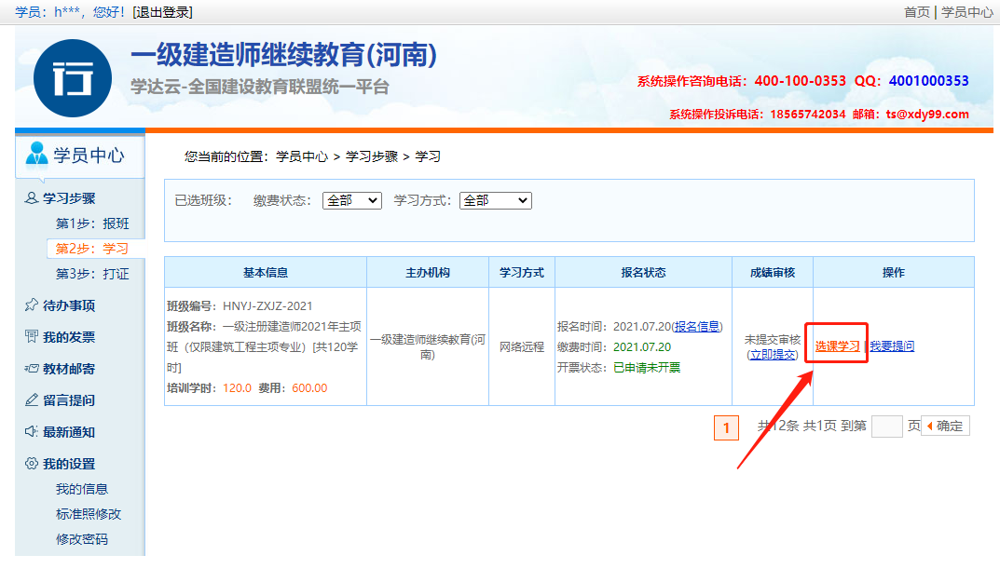 学员：h***，您好！[退出登录]
首页 | 学员中心
行
一级建造师继续教育(河南)
学达云-全国建设教育联盟统一平台
系统操作咨询电话：400-100-0353 QQ：4001000353
系统操作投诉电话：18565742034 邮箱：ts@xdy99.com
学员中心
学习步骤
第1步：报班
第2步：学习
第3步：打证
待办事项
我的发票
教材邮寄
留言提问
最新通知
我的设置
我的信息
标准照修改
修改密码
您当前的位置：学员中心 > 学习步骤 > 学习
已选班级： 缴费状态： 全部 学习方式： 全部
基本信息 主办机构 学习方式 报名状态 成绩审核 操作
班级编号：HNYJ-ZXJZ-2021
班级名称：一级注册建造师2021年主项
班（仅限建筑工程主项专业）[共120学
时]
培训学时：120.0 费用：600.00
一级建造师继续教育(河
南)
网络远程
报名时间：2021.07.20(报名信息)
缴费时间：2021.07.20
开票状态：已申请未开票
未提交审核
(立即提交)
选课学习 | 我要提问
1 共12条 共1页 到第 页 确定